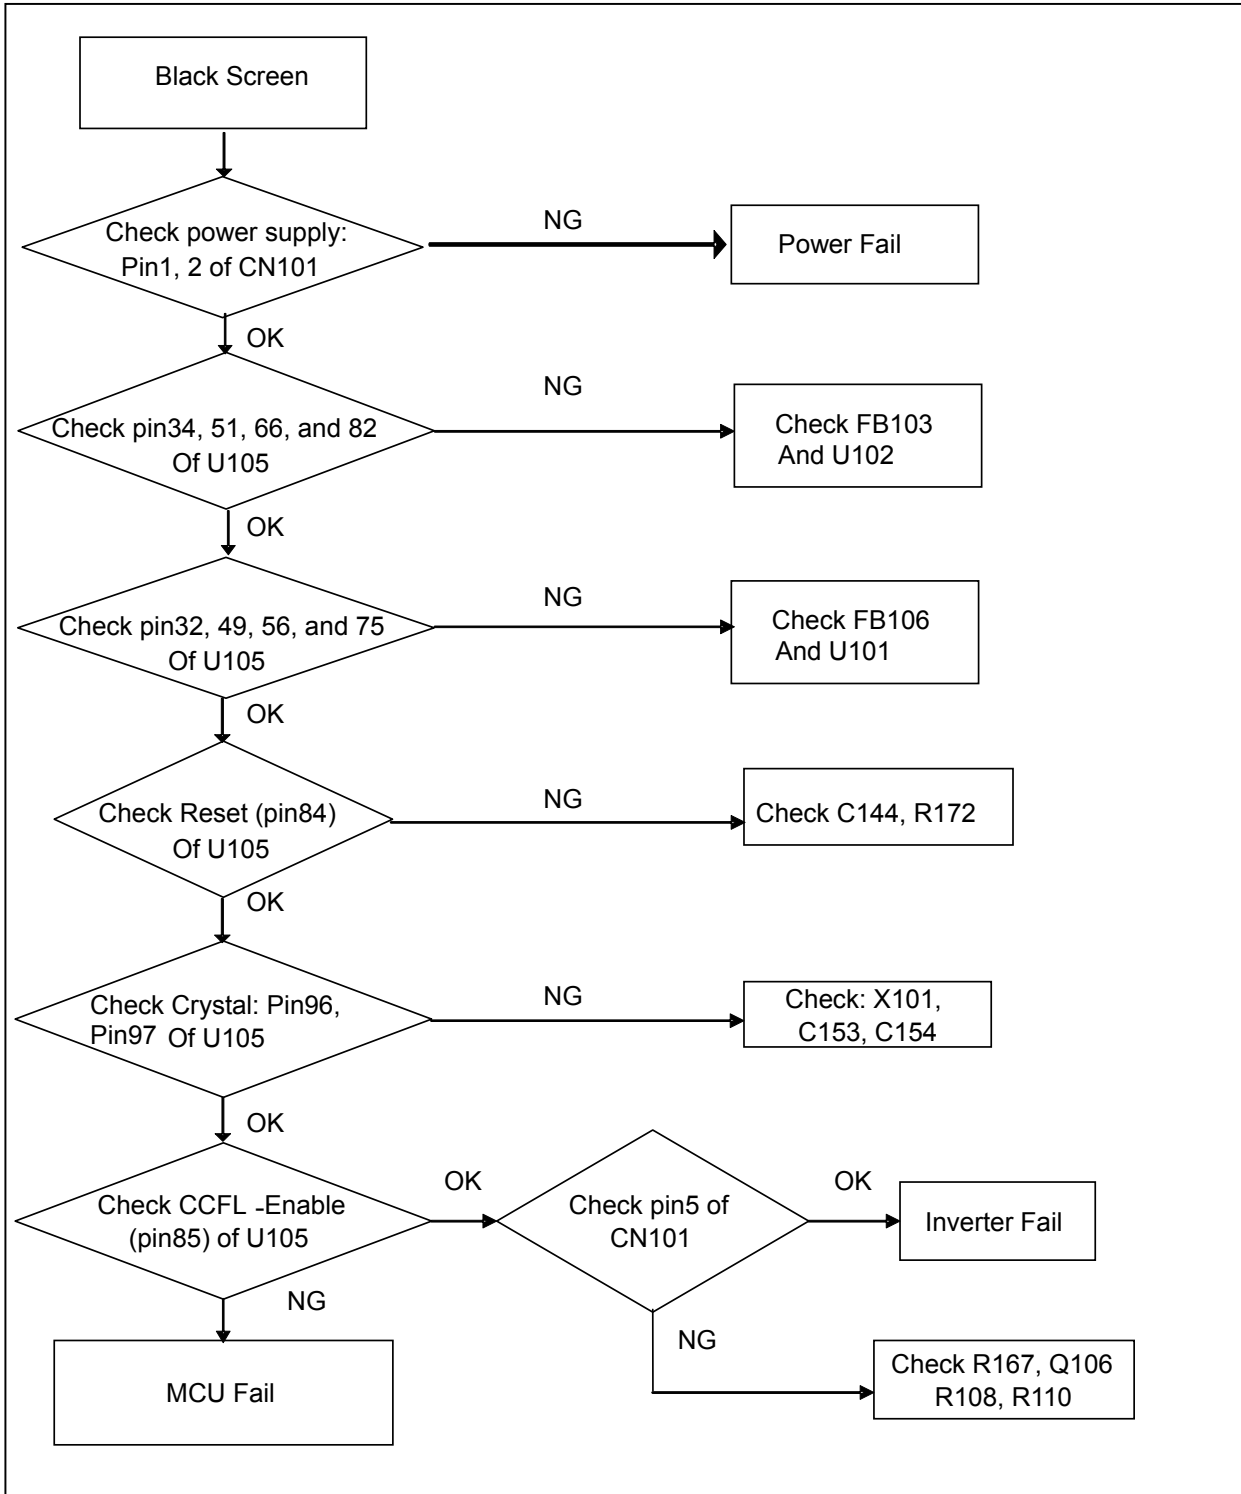 Black Screen
Check power supply:
Pin1, 2 of CN101
NG
Power Fail
OK
Check pin34, 51, 66, and 82
Of U105
NG
Check FB103
And U102
OK
Check pin32, 49, 56, and 75
Of U105
NG
Check FB106
And U101
OK
Check Reset (pin84)
Of U105
NG
Check C144, R172
OK
Check Crystal: Pin96,
Pin97 Of U105
NG
Check: X101,
C153, C154
OK
Check CCFL -Enable
(pin85) of U105
OK
Check pin5 of
CN101
OK
Inverter Fail
NG
MCU Fail
NG
Check R167, Q106
R108, R110